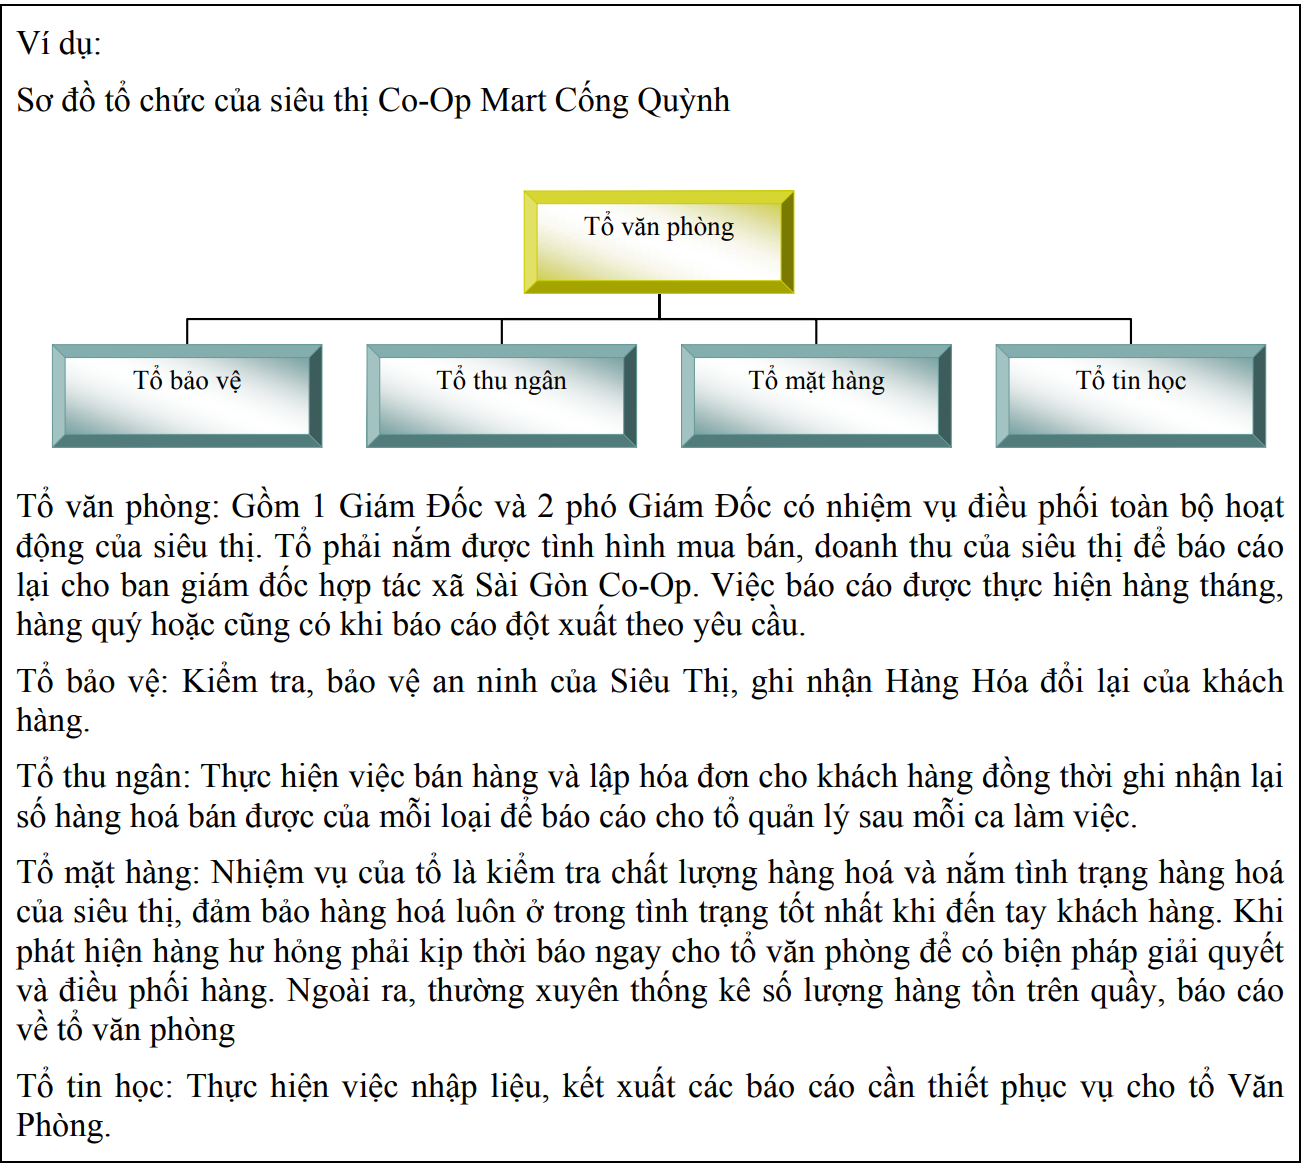 Ví dụ:
Sơ đồ tổ chức của siêu thị Co-Op Mart Cống Quỳnh
Tổ văn phòng
Tổ bảo vệ
Tổ thu ngân
Tổ mặt hàng
Tổ tin học
Tổ văn phòng: Gồm 1 Giám Đốc và 2 phó Giám Đốc có nhiệm vụ điều phối toàn bộ hoạt
động của siêu thị. Tổ phải nắm được tình hình mua bán, doanh thu của siêu thị để báo cáo
lại cho ban giám đốc hợp tác xã Sài Gòn Co-Op. Việc báo cáo được thực hiện hàng tháng,
hàng quý hoặc cũng có khi báo cáo đột xuất theo yêu cầu.
Tổ bảo vệ: Kiểm tra, bảo vệ an ninh của Siêu Thị, ghi nhận Hàng Hóa đổi lại của khách
hàng.
Tổ thu ngân: Thực hiện việc bán hàng và lập hóa đơn cho khách hàng đồng thời ghi nhận lại
số hàng hoá bán được của mỗi loại để báo cáo cho tổ quản lý sau mỗi ca làm việc.
Tổ mặt hàng: Nhiệm vụ của tổ là kiểm tra chất lượng hàng hoá và nắm tình trạng hàng hoá
của siêu thị, đảm bảo hàng hoá luôn ở trong tình trạng tốt nhất khi đến tay khách hàng. Khi
phát hiện hàng hư hỏng phải kịp thời báo ngay cho tổ văn phòng để có biện pháp giải quyết
và điều phối hàng. Ngoài ra, thường xuyên thống kê số lượng hàng tồn trên quầy, báo cáo
về tổ văn phòng
Tổ tin học: Thực hiện việc nhập liệu, kết xuất các báo cáo cần thiết phục vụ cho tổ Văn
Phòng.